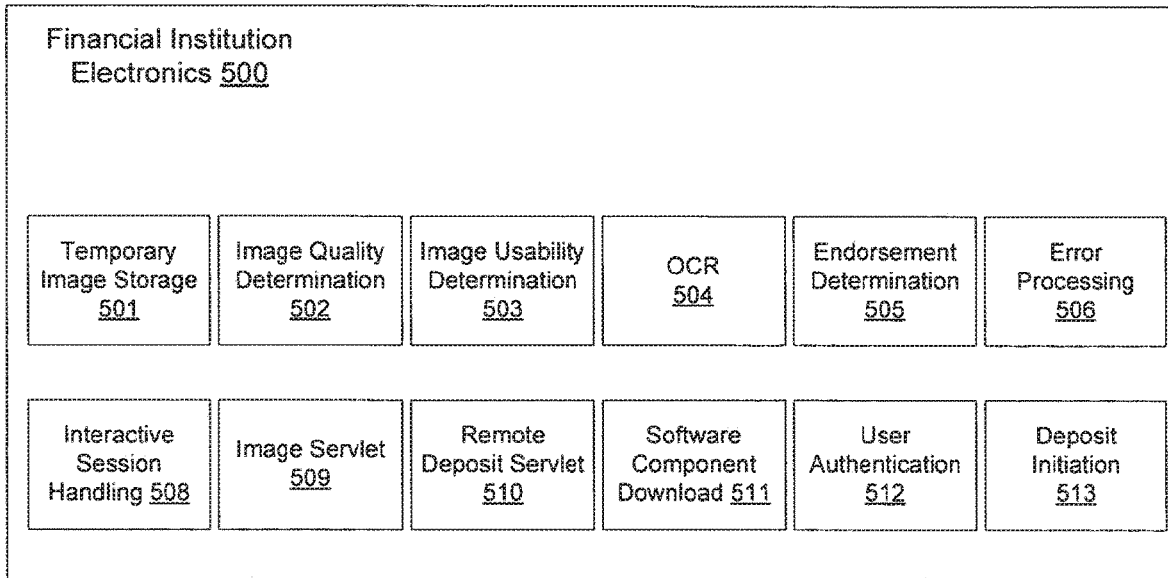 Financial Institution
Electronics 500
Temporary
Image Storage
501
Image Quality
Determination
502
Image Usability
Determination
503
OCR
504
Endorsement
Determination
505
Error
Processing
506
Interactive
Session
Handling 508
Image Servlet
509
Remote
Deposit Servlet
510
Software
Component
Download 511
User
Authentication
512
Deposit
Initiation
513